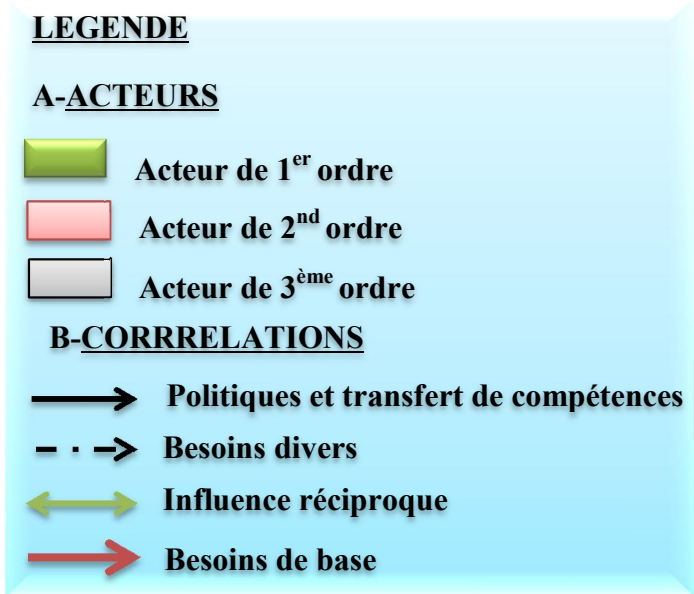 LEGENDE
A-ACTEURS
Acteur de 1er ordre
Acteur de 2nd ordre
Acteur de 3ème ordre
B-CORRRELATIONS
Politiques et transfert de compétences
Besoins divers
Influence réciproque
Besoins de base